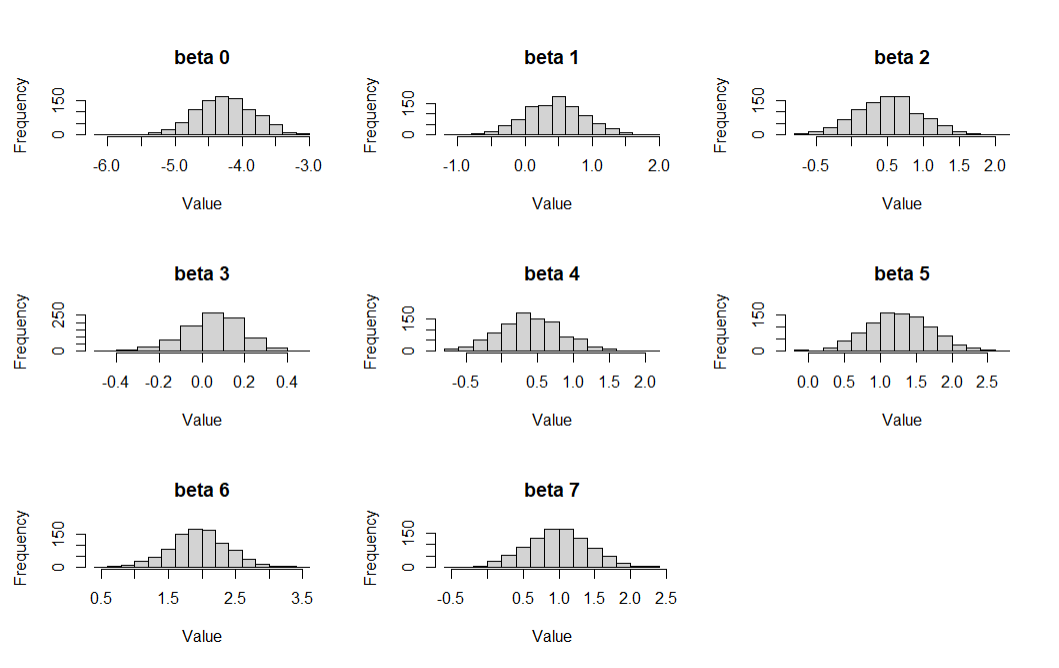 beta 0
beta 1
beta 2
Frequency
0 150
Frequency
0 150
Frequency
0 150
-6.0 -5.0 -4.0 -3.0
-1.0 0.0 1.0 2.0
-0.5 0.5 1.0 1.5 2.0
Value
Value
Value
beta 3
beta 4
beta 5
Frequency
0 250
Frequency
0 150
Frequency
0 150
-0.4 -0.2 0.0 0.2 0.4
-0.5 0.5 1.0 1.5 2.0
0.0 0.5 1.0 1.5 2.0 2.5
Value
Value
Value
beta 6
beta 7
Frequency
0 150
Frequency
0 150
0.5 1.5 2.5 3.5
-0.5 0.5 1.0 1.5 2.0 2.5
Value
Value